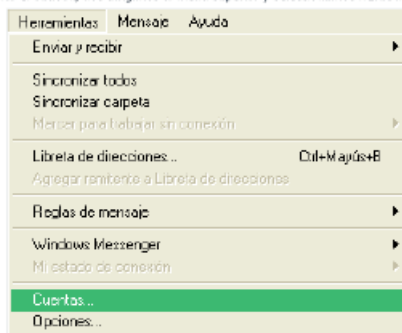 Herramientas Mensaje Ayuda
Enviar y recibir
Sincronizar todos
Sincronizar carpeta
Marcar para trabajar sin conexión
Libreta de direcciones... Ctrl+Mayús+B
Agregar remitente a Libreta de direcciones
Reglas de mensaje
Windows Messenger
Mi estado de conexión
Cuentas...
Opciones...